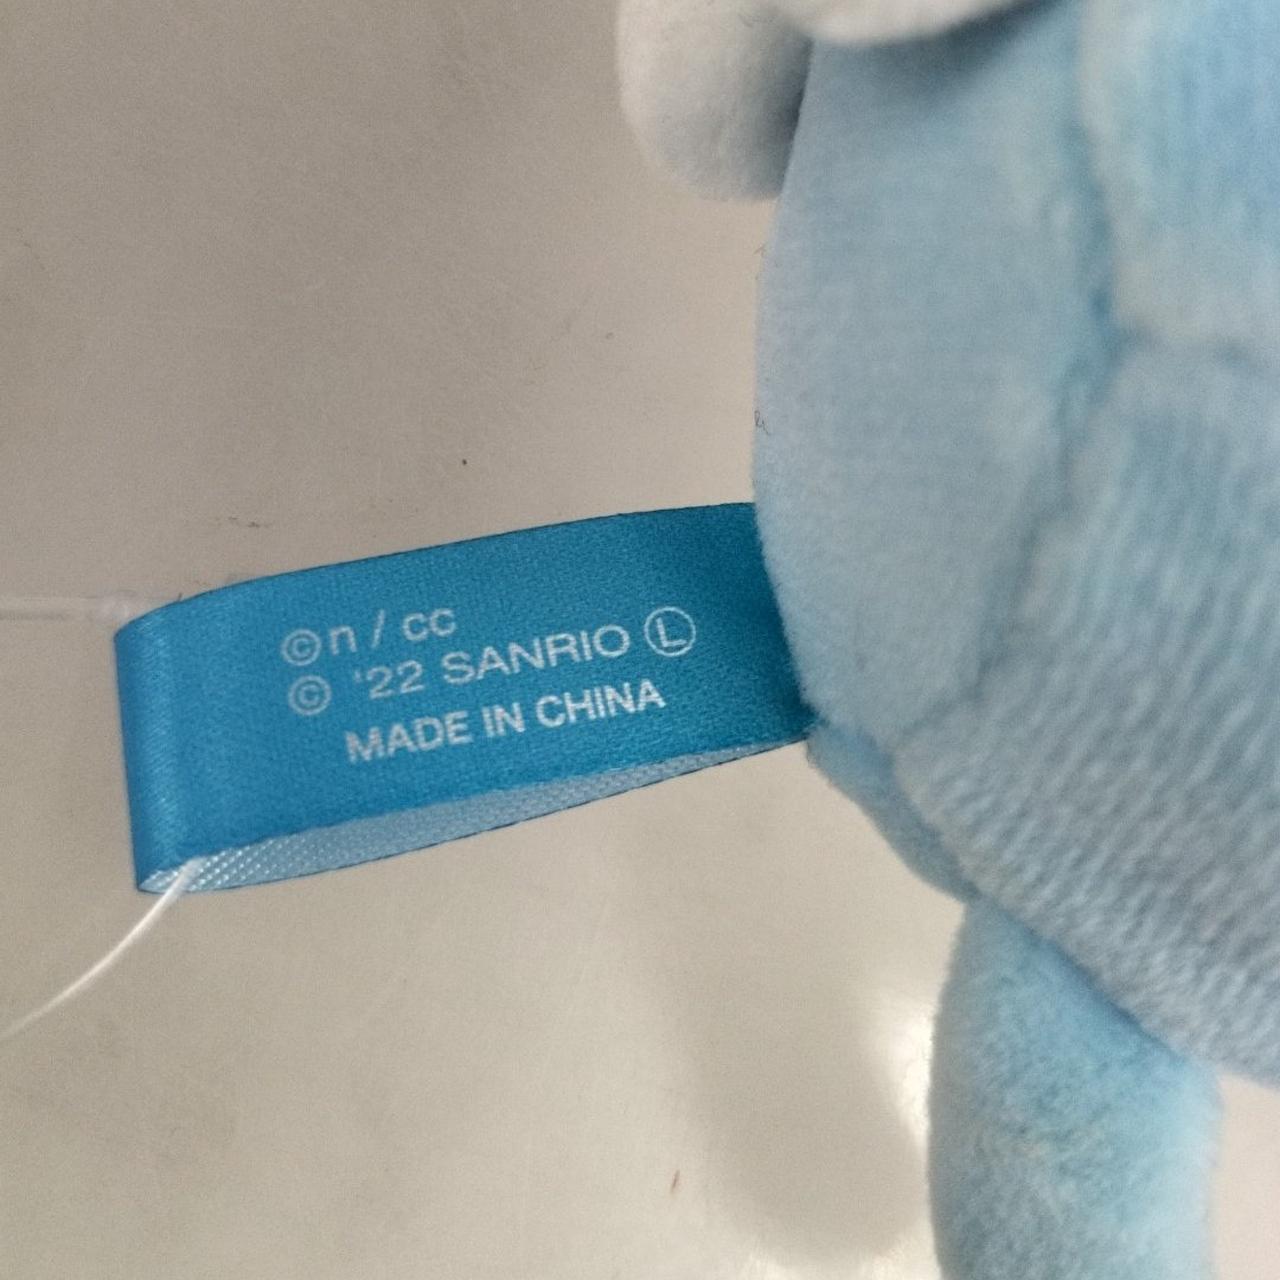 ©n / cc
© '22 SANRIO Ⓛ
MADE IN CHINA